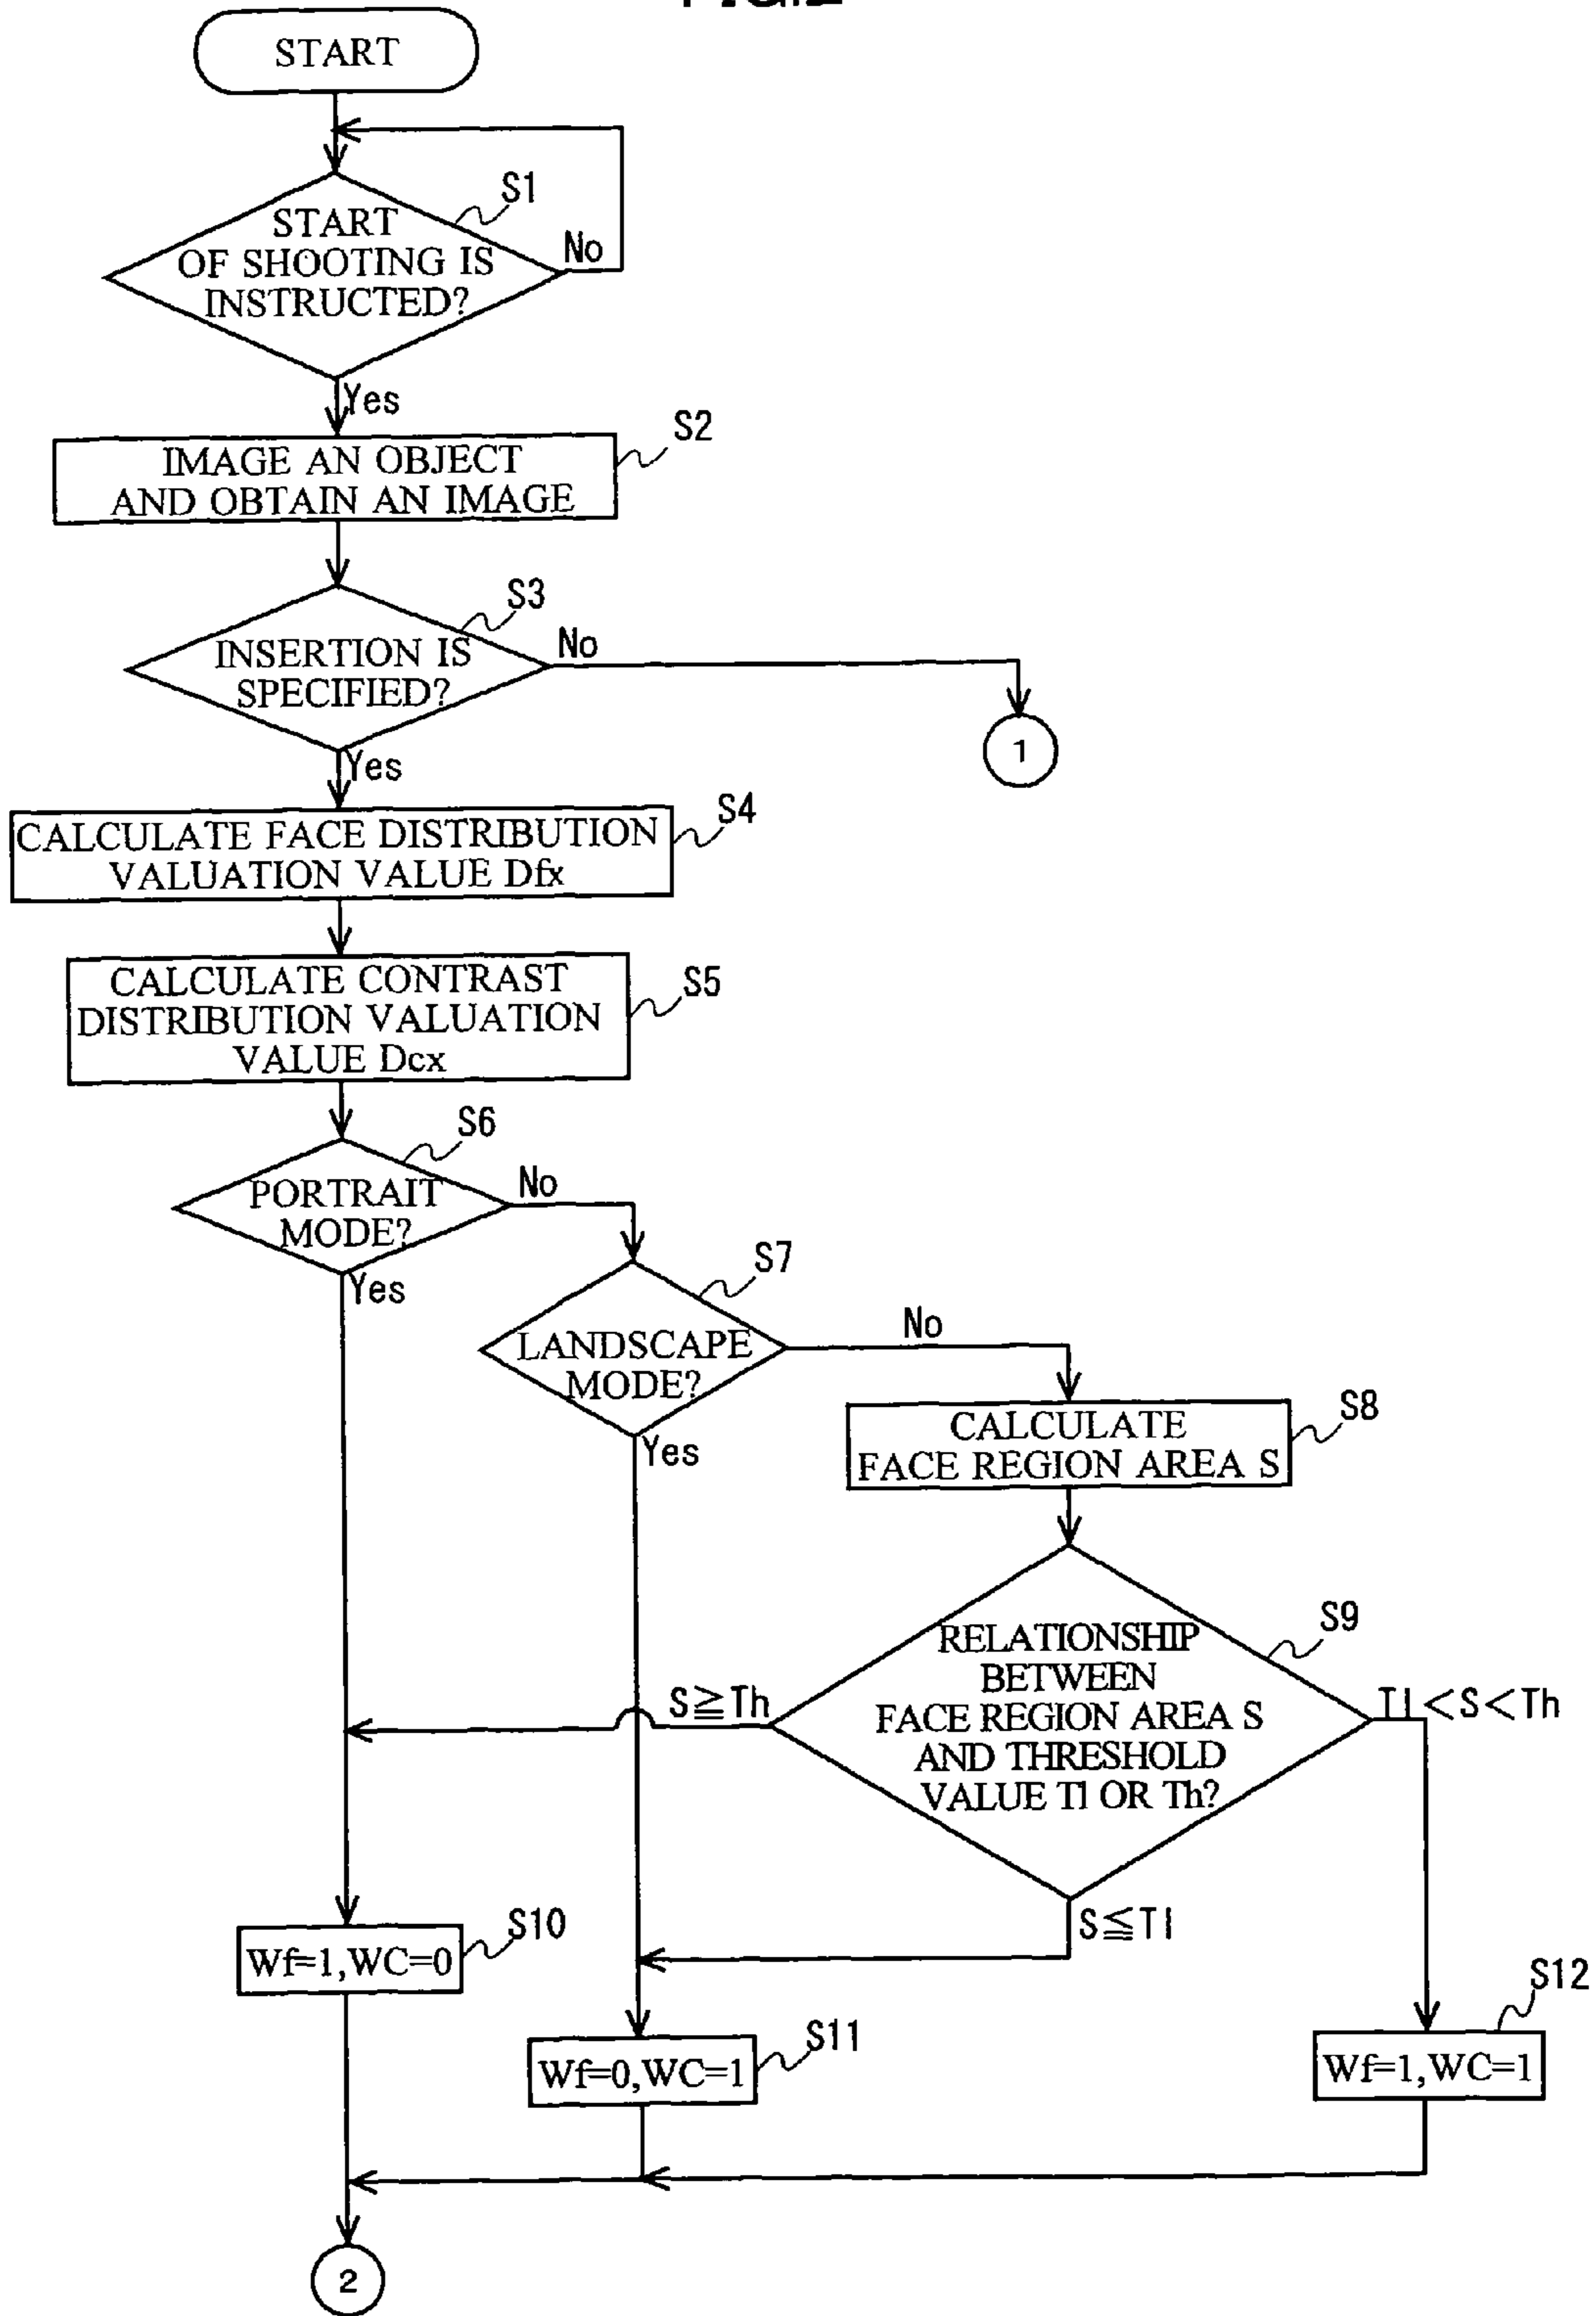 START
S1
START
OF SHOOTING IS
INSTRUCTED?
No
Yes
S2
IMAGE AN OBJECT
AND OBTAIN AN IMAGE
S3
INSERTION IS
SPECIFIED?
No
1
Yes
S4
CALCULATE FACE DISTRIBUTION
VALUATION VALUE Dfx
S5
CALCULATE CONTRAST
DISTRIBUTION VALUATION
VALUE Dcx
S6
PORTRAIT
MODE?
No
Yes
S7
LANDSCAPE
MODE?
No
Yes
S8
CALCULATE
FACE REGION AREA S
S9
RELATIONSHIP
BETWEEN
FACE REGION AREA S
AND THRESHOLD
VALUE Tl OR Th?
S≧Th
Tl<S<Th
S≦Tl
S10
Wf=1,WC=0
S11
Wf=0,WC=1
S12
Wf=1,WC=1
2